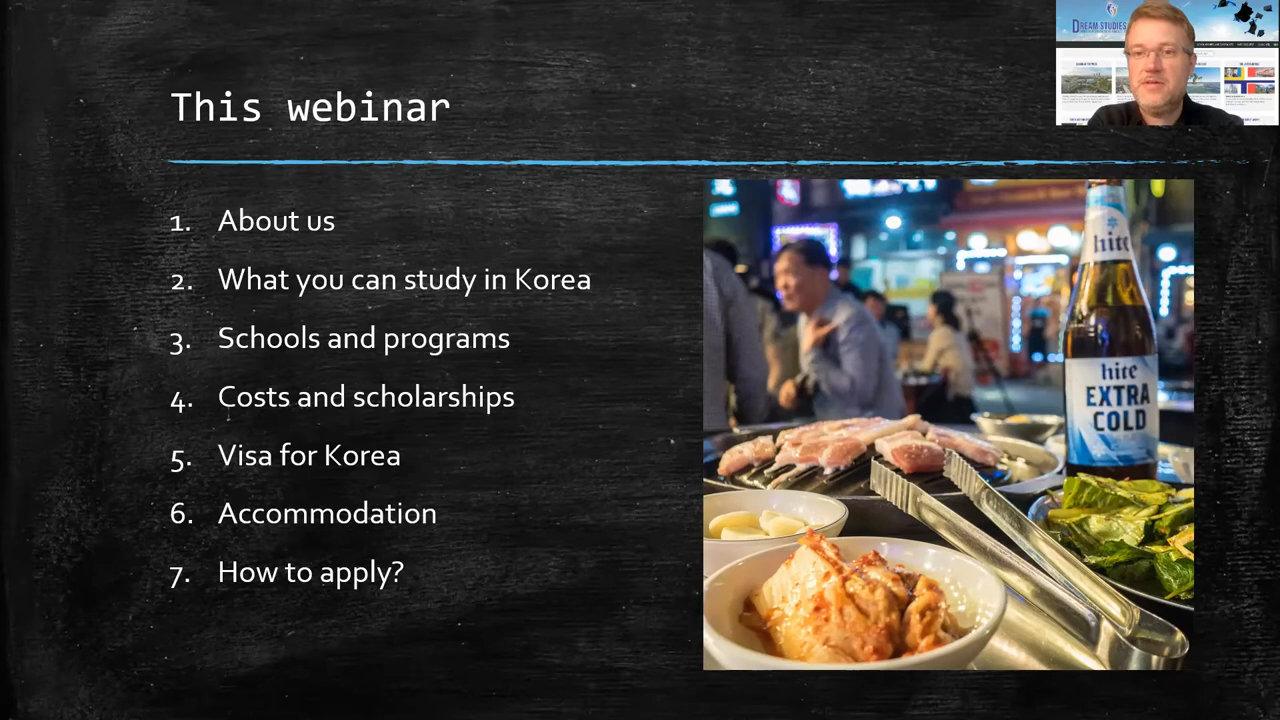 DREAM STUDIES
This webinar
1. About us
2. What you can study in Korea
3. Schools and programs
4. Costs and scholarships
5. Visa for Korea
6. Accommodation
7. How to apply?
hite
hite
EXTRA
COLD